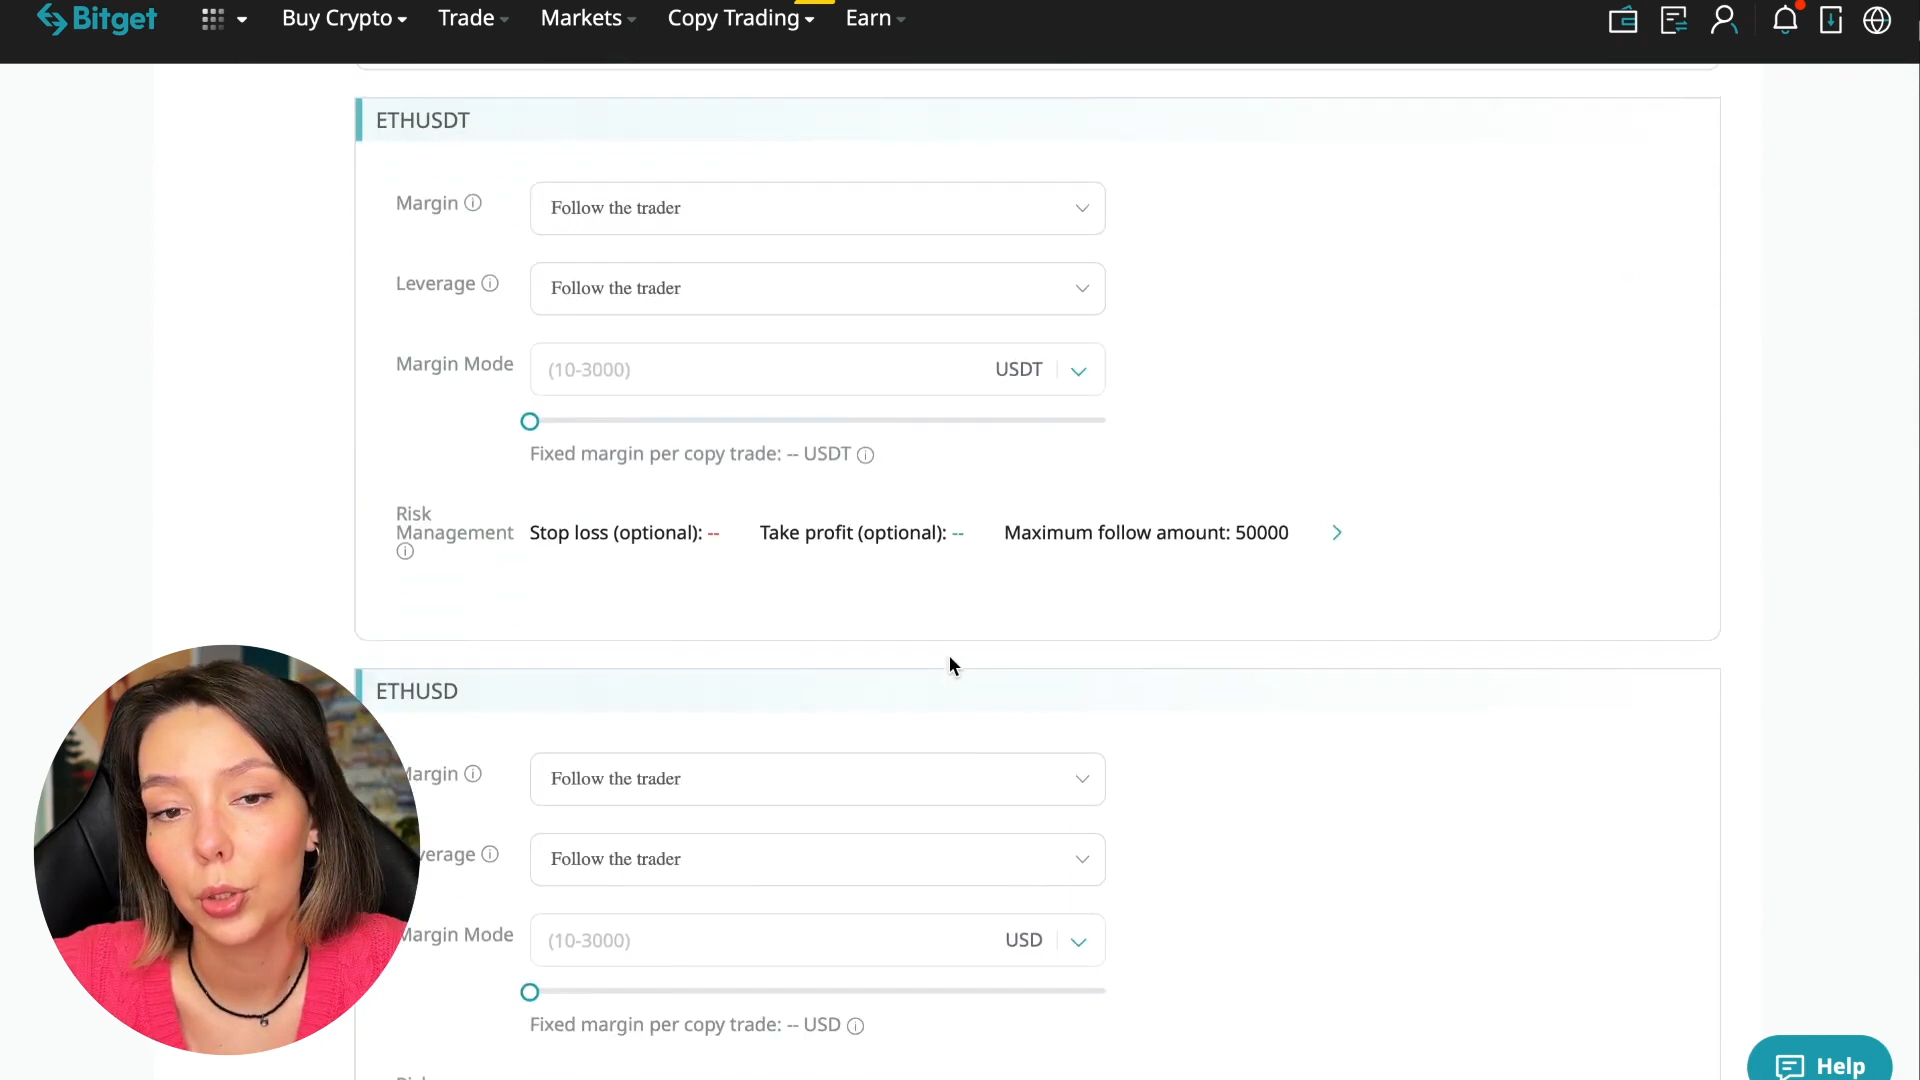 Bitget
Buy Crypto
Trade
Markets
Copy Trading
Earn
ETHUSDT
Margin
Follow the trader
Leverage
Follow the trader
Margin Mode
(10-3000)
USDT
Fixed margin per copy trade: -- USDT
Risk
Management
Stop loss (optional): --
Take profit (optional): --
Maximum follow amount: 50000
ETHUSD
Margin
Follow the trader
verage
Follow the trader
Margin Mode
(10-3000)
USD
Fixed margin per copy trade: -- USD
Help